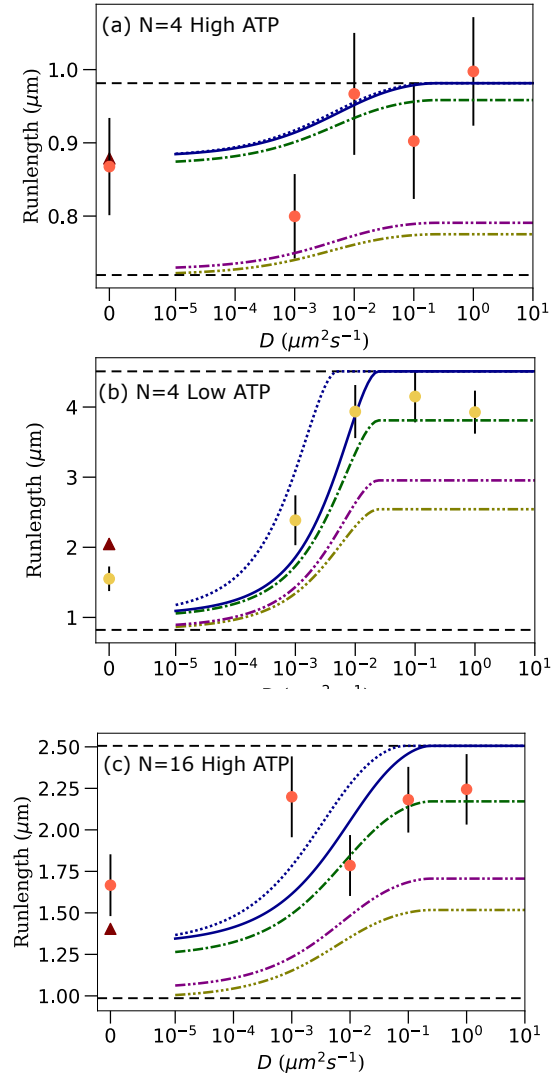 (a) N=4 High ATP
Runlength (μm)
1.0
0.9
0.8
0 10⁻⁵ 10⁻⁴ 10⁻³ 10⁻² 10⁻¹ 10⁰ 10¹
D (μm²s⁻¹)
(b) N=4 Low ATP
Runlength (μm)
4
3
2
1
0 10⁻⁵ 10⁻⁴ 10⁻³ 10⁻² 10⁻¹ 10⁰ 10¹
(c) N=16 High ATP
Runlength (μm)
2.50
2.25
2.00
1.75
1.50
1.25
1.00
0 10⁻⁵ 10⁻⁴ 10⁻³ 10⁻² 10⁻¹ 10⁰ 10¹
D (μm²s⁻¹)